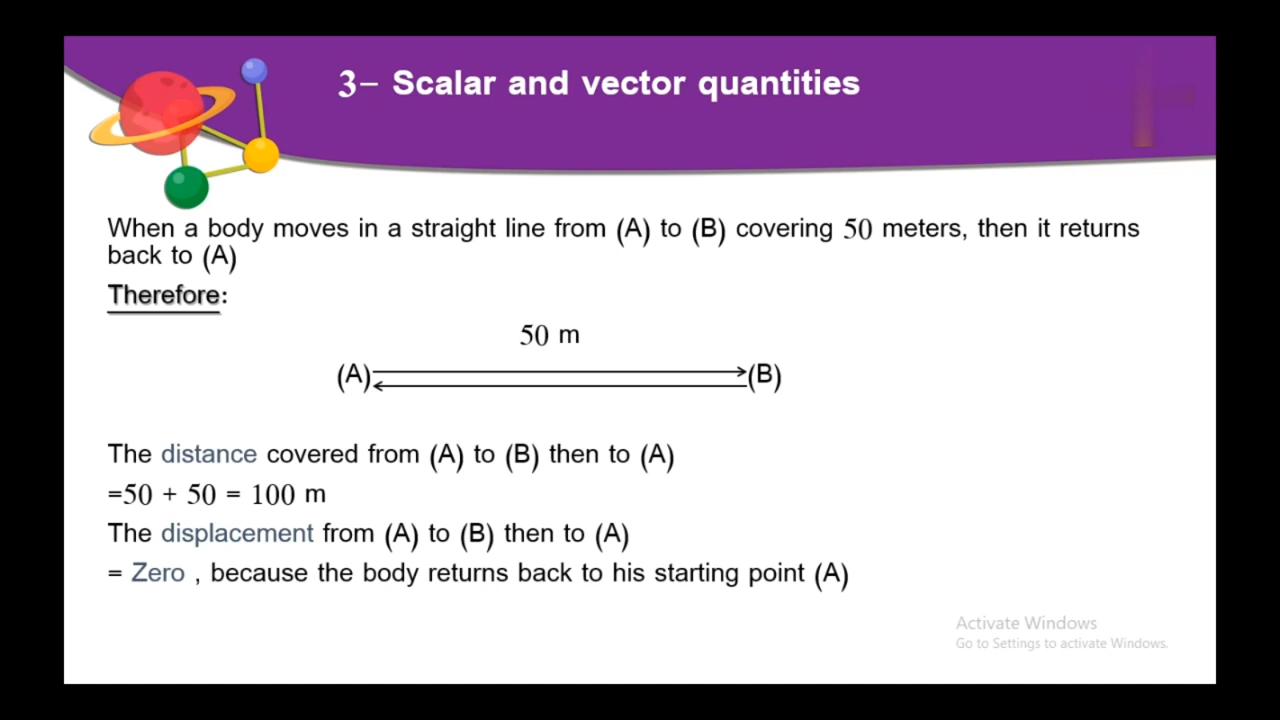 3- Scalar and vector quantities
When a body moves in a straight line from (A) to (B) covering 50 meters, then it returns
back to (A)
Therefore:
50 m
(A) (B)
The distance covered from (A) to (B) then to (A)
=50 + 50 = 100 m
The displacement from (A) to (B) then to (A)
= Zero , because the body returns back to his starting point (A)
Activate Windows
Go to Settings to activate Windows.